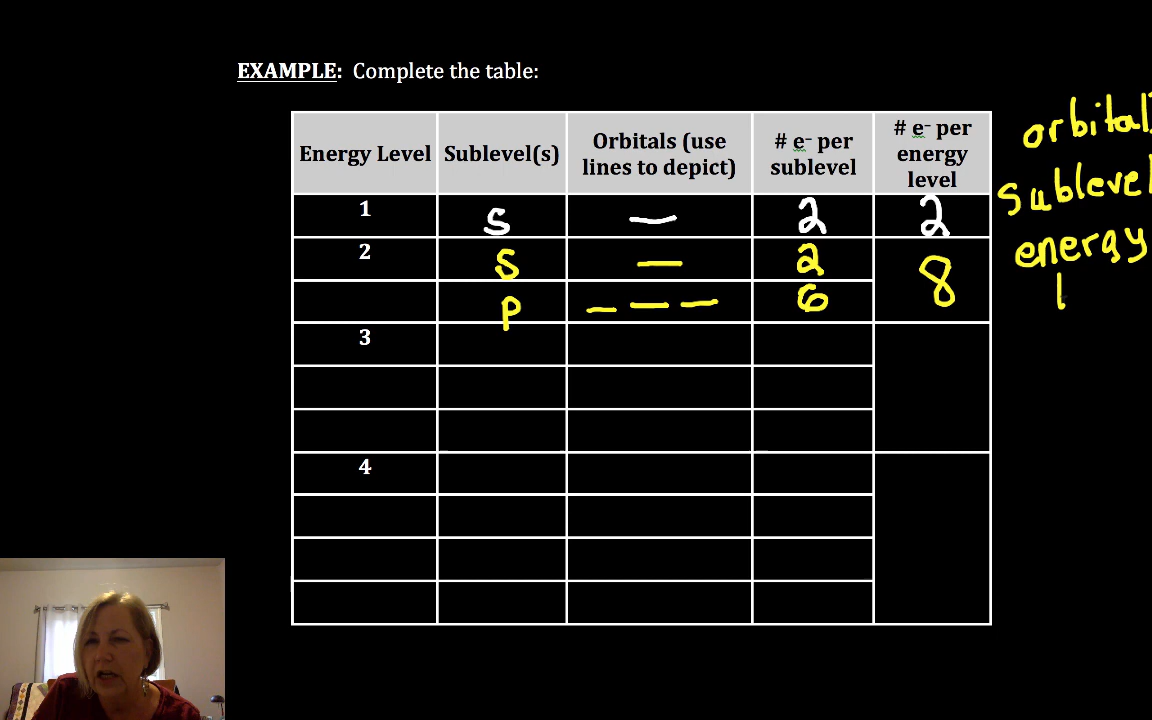 EXAMPLE: Complete the table:
Energy Level Sublevel(s) Orbitals (use lines to depict) # e- per sublevel # e- per energy level
1 s — 2 2
2 s — 2 8
p — — — 6
3
4
orbitals
sublevel
energy
l